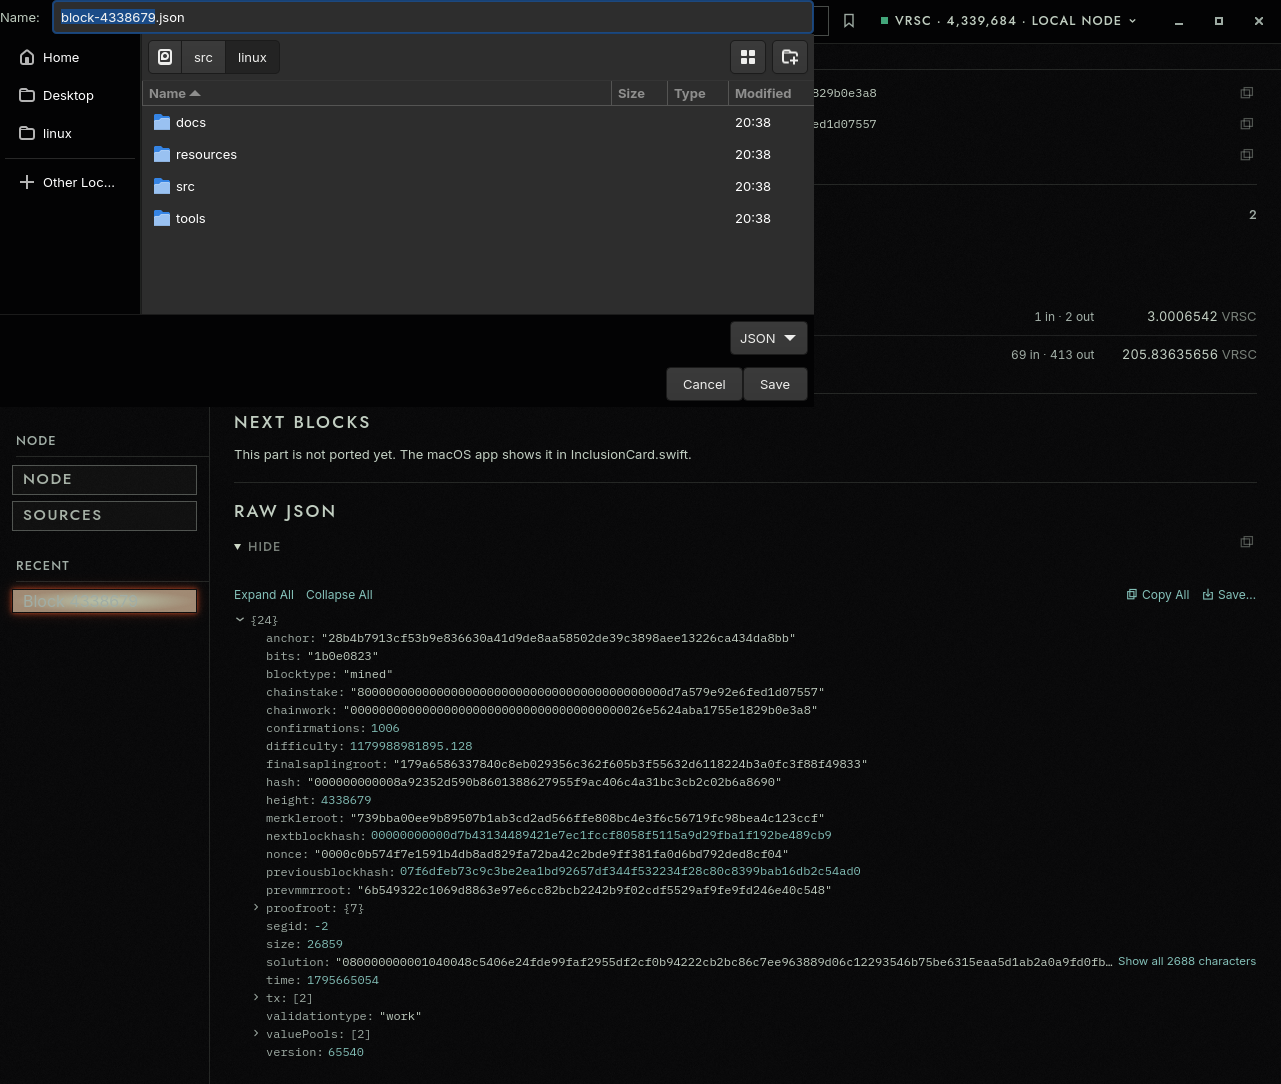 Name: block-4338679.json
VRSC · 4,339,684 · LOCAL NODE
Home
Desktop
linux
Other Loc...
src linux
Name Size Type Modified
docs 20:38
resources 20:38
src 20:38
tools 20:38
JSON
Cancel Save
829b0e3a8
ed1d07557
2
1 in · 2 out 3.0006542 VRSC
69 in · 413 out 205.83635656 VRSC
NODE
NODE
SOURCES
RECENT
Block 4338679
NEXT BLOCKS
This part is not ported yet. The macOS app shows it in InclusionCard.swift.
RAW JSON
HIDE
Expand All Collapse All Copy All Save...
{24}
anchor: "28b4b7913cf53b9e836630a41d9de8aa58502de39c3898aee13226ca434da8bb"
bits: "1b0e0823"
blocktype: "mined"
chainstake: "800000000000000000000000000000000000000000d7a579e92e6fed1d07557"
chainwork: "0000000000000000000000000000000000000026e5624aba1755e1829b0e3a8"
confirmations: 1006
difficulty: 1179988981895.128
finalsaplingroot: "179a6586337840c8eb029356c362f605b3f55632d6118224b3a0fc3f88f49833"
hash: "000000000008a92352d590b8601388627955f9ac406c4a31bc3cb2c02b6a8690"
height: 4338679
merkleroot: "739bba00ee9b89507b1ab3cd2ad566ffe808bc4e3f6c56719fc98bea4c123ccf"
nextblockhash: 00000000000d7b43134489421e7ec1fccf8058f5115a9d29fba1f192be489cb9
nonce: "0000c0b574f7e1591b4db8ad829fa72ba42c2bde9ff381fa0d6bd792ded8cf04"
previousblockhash: 07f6dfeb73c9c3be2ea1bd92657df344f532234f28c80c8399bab16db2c54ad0
prevmmrroot: "6b549322c1069d8863e97e6cc82bcb2242b9f02cdf5529af9fe9fd246e40c548"
proofroot: {7}
segid: -2
size: 26859
solution: "080000000001040048c5406e24fde99faf2955df2cf0b94222cb2bc86c7ee963889d06c12293546b75be6315eaa5d1ab2a0a9fd0fb… Show all 2688 characters
time: 1795665054
tx: [2]
validationtype: "work"
valuePools: [2]
version: 65540